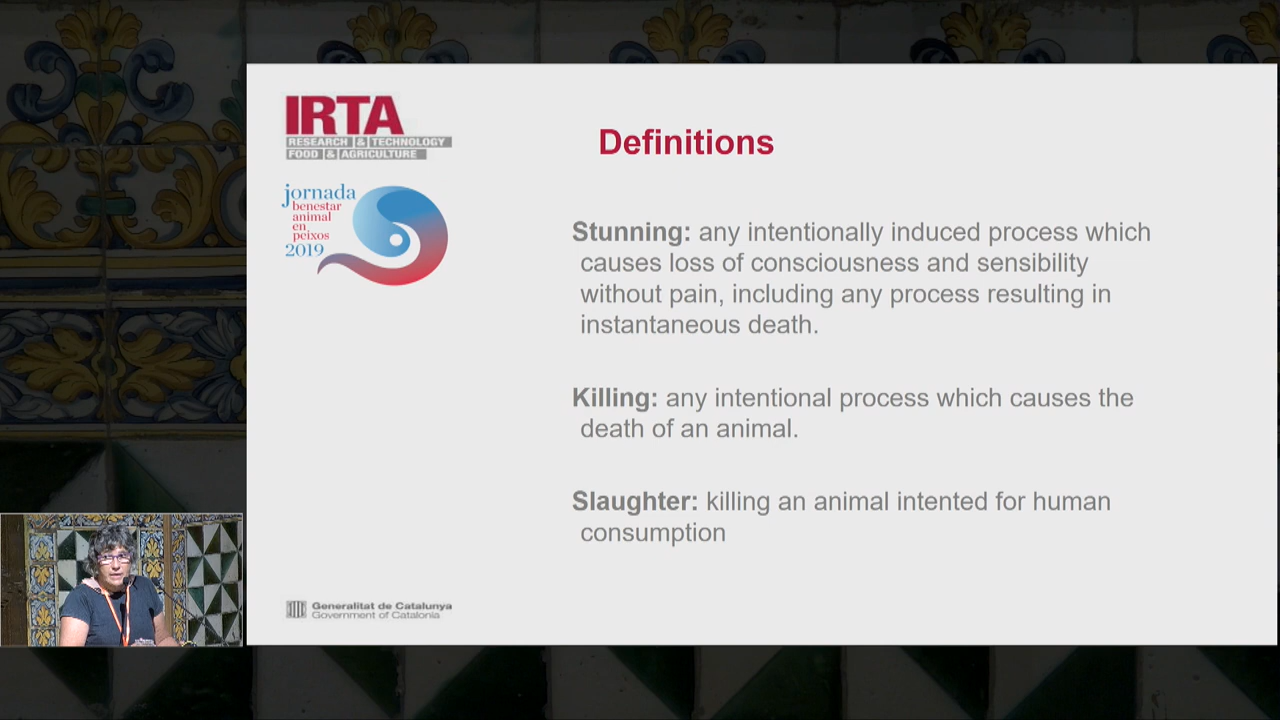 IRTA
RESEARCH & TECHNOLOGY
FOOD & AGRICULTURE
jornada
benestar
animal
en
peixos
2019
Definitions
Stunning: any intentionally induced process which
causes loss of consciousness and sensibility
without pain, including any process resulting in
instantaneous death.
Killing: any intentional process which causes the
death of an animal.
Slaughter: killing an animal intented for human
consumption
Generalitat de Catalunya
Government of Catalonia